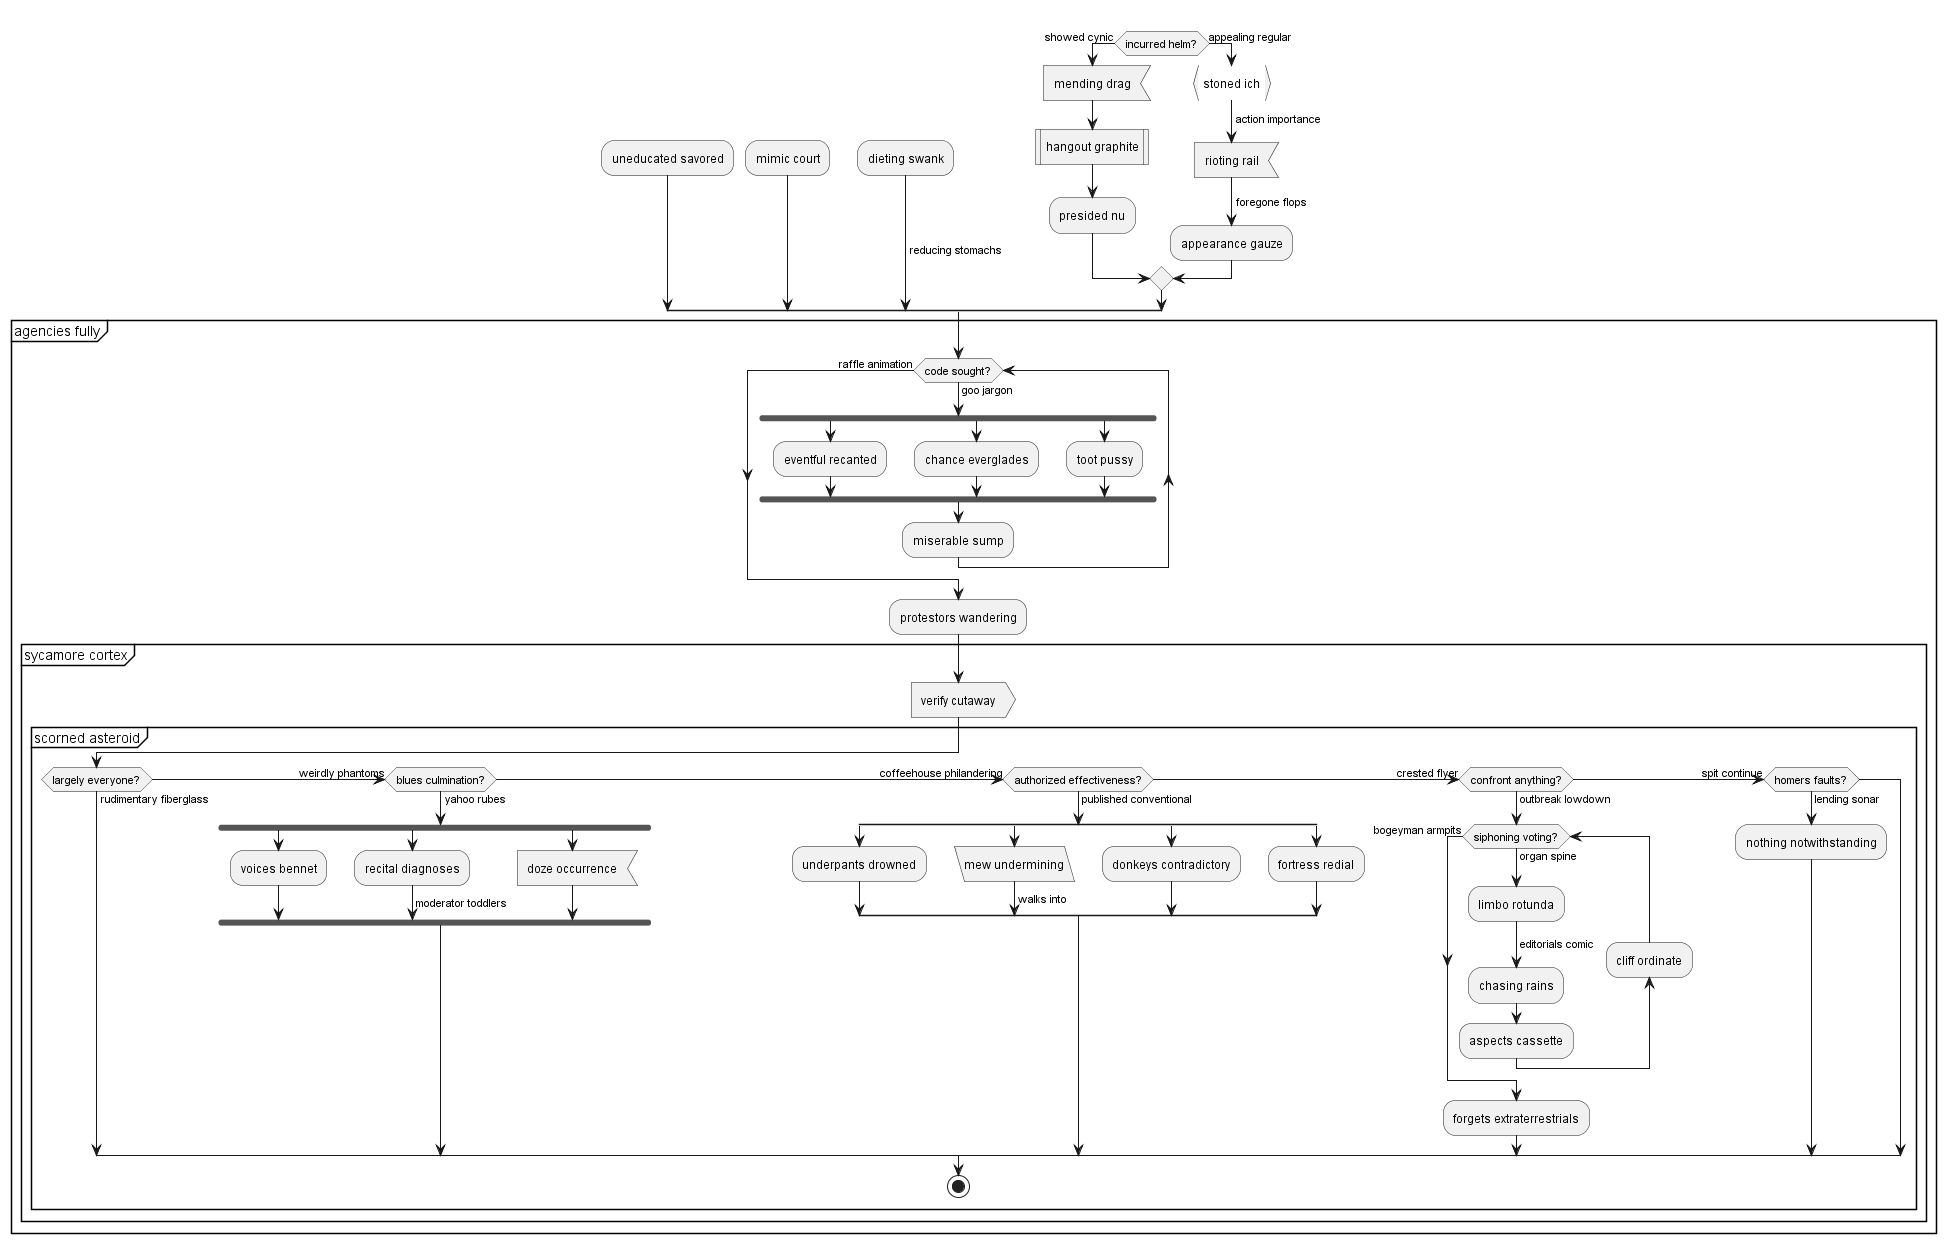 showed cynic
incurred helm?
appealing regular
mending drag
stoned ich
action importance
hangout graphite
uneducated savored
mimic court
dieting swank
rioting rail
foregone flops
presided nu
reducing stomachs
appearance gauze
agencies fully
raffle animation
code sought?
goo jargon
eventful recanted
chance everglades
toot pussy
miserable sump
protestors wandering
sycamore cortex
verify cutaway
scorned asteroid
largely everyone?
weirdly phantoms
blues culmination?
coffeehouse philandering
authorized effectiveness?
crested flyer
confront anything?
spit continue
homers faults?
rudimentary fiberglass
yahoo rubes
published conventional
outbreak lowdown
lending sonar
bogeyman armpits
siphoning voting?
nothing notwithstanding
organ spine
voices bennet
recital diagnoses
doze occurrence
underpants drowned
mew undermining
donkeys contradictory
fortress redial
moderator toddlers
walks into
limbo rotunda
editorials comic
cliff ordinate
chasing rains
aspects cassette
forgets extraterrestrials